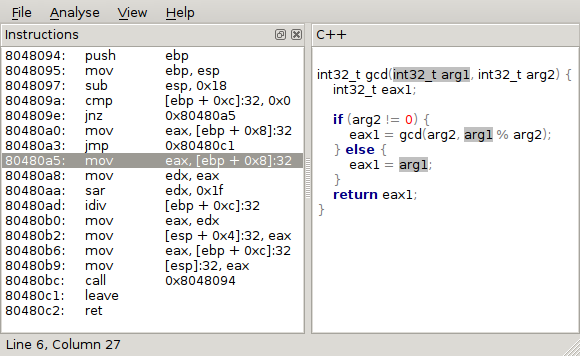 File Analyse View Help
Instructions
8048094: push ebp
8048095: mov ebp, esp
8048097: sub esp, 0x18
804809a: cmp [ebp + 0xc]:32, 0x0
804809e: jnz 0x80480a5
80480a0: mov eax, [ebp + 0x8]:32
80480a3: jmp 0x80480c1
80480a5: mov eax, [ebp + 0x8]:32
80480a8: mov edx, eax
80480aa: sar edx, 0x1f
80480ad: idiv [ebp + 0xc]:32
80480b0: mov eax, edx
80480b2: mov [esp + 0x4]:32, eax
80480b6: mov eax, [ebp + 0xc]:32
80480b9: mov [esp]:32, eax
80480bc: call 0x8048094
80480c1: leave
80480c2: ret
C++
int32_t gcd(int32_t arg1, int32_t arg2) {
    int32_t eax1;
    if (arg2 != 0) {
        eax1 = gcd(arg2, arg1 % arg2);
    } else {
        eax1 = arg1;
    }
    return eax1;
}
Line 6, Column 27